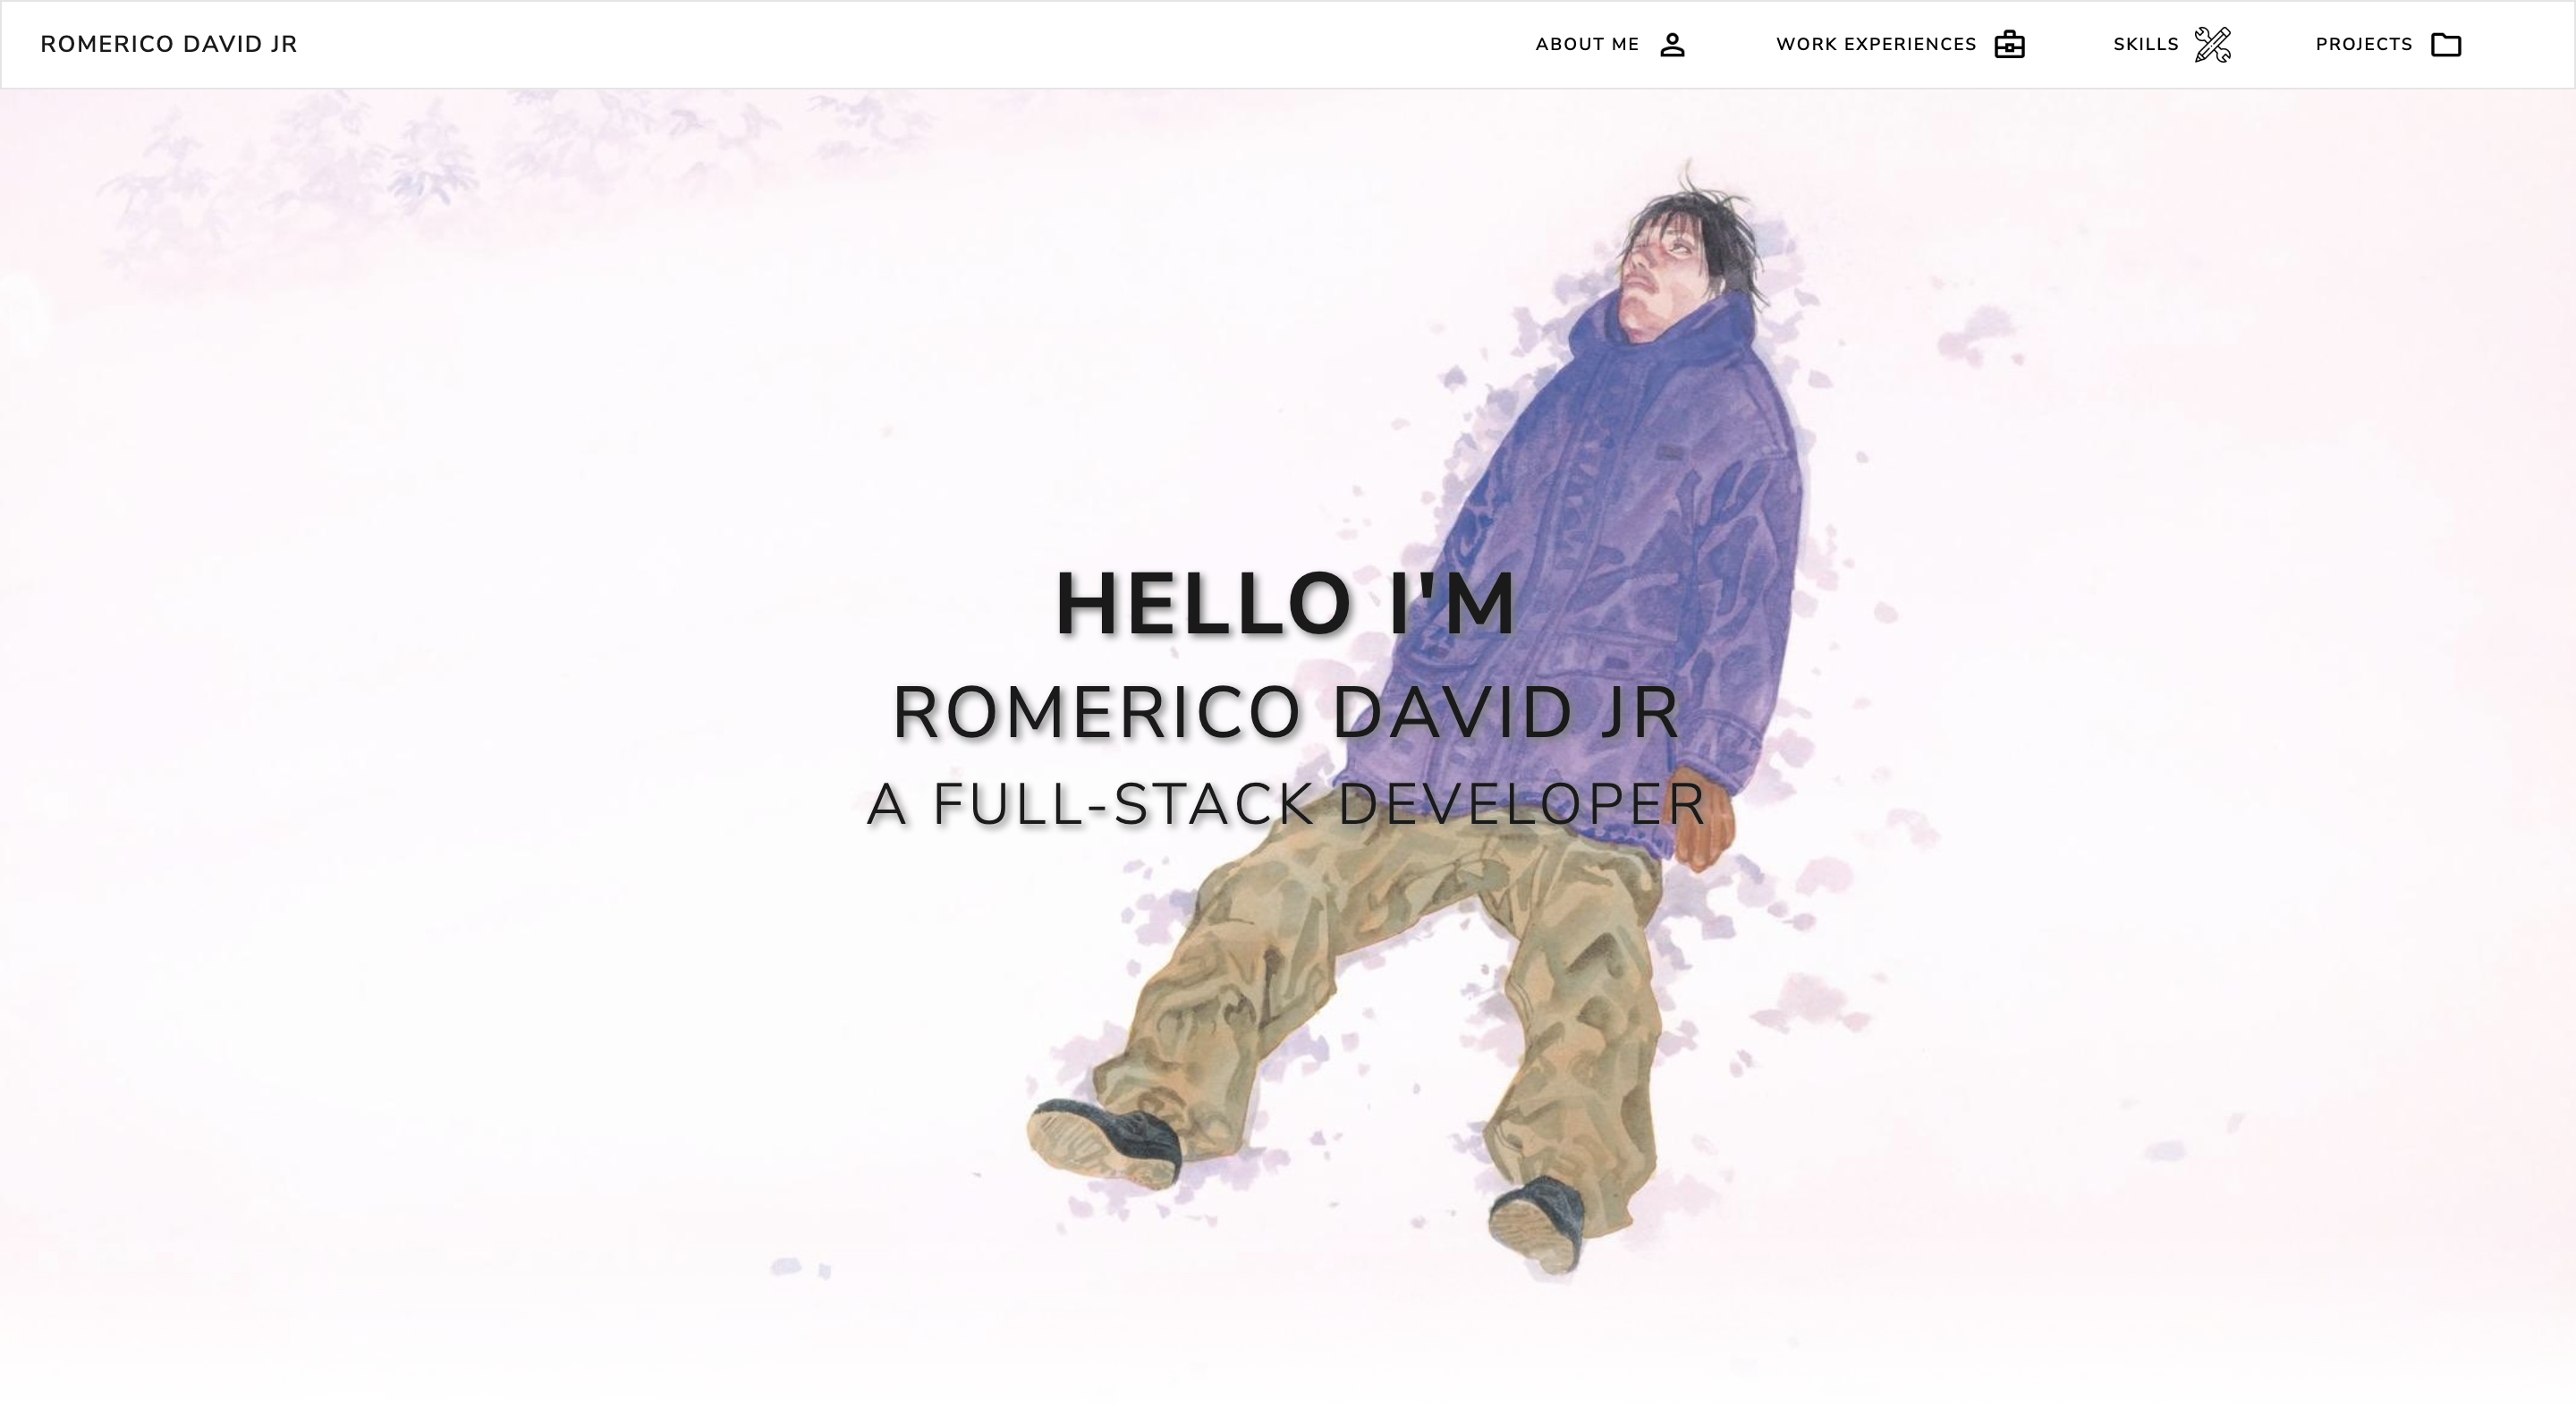 ROMERICO DAVID JR
ABOUT ME
WORK EXPERIENCES
SKILLS
PROJECTS
HELLO I'M
ROMERICO DAVID JR
A FULL-STACK DEVELOPER